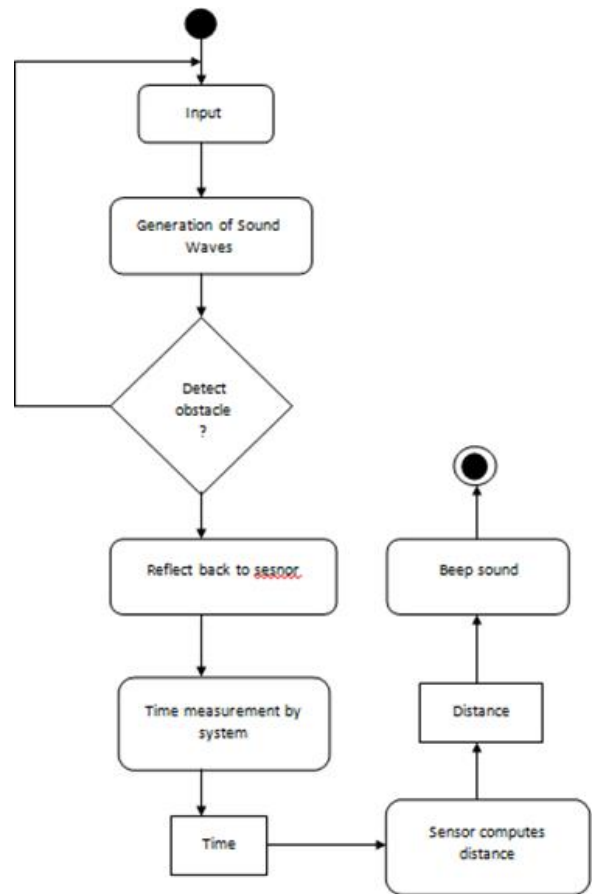 Input
Generation of Sound
Waves
Detect
obstacle
?
Reflect back to sesnor
Time measurement by
system
Time
Sensor computes
distance
Distance
Beep sound